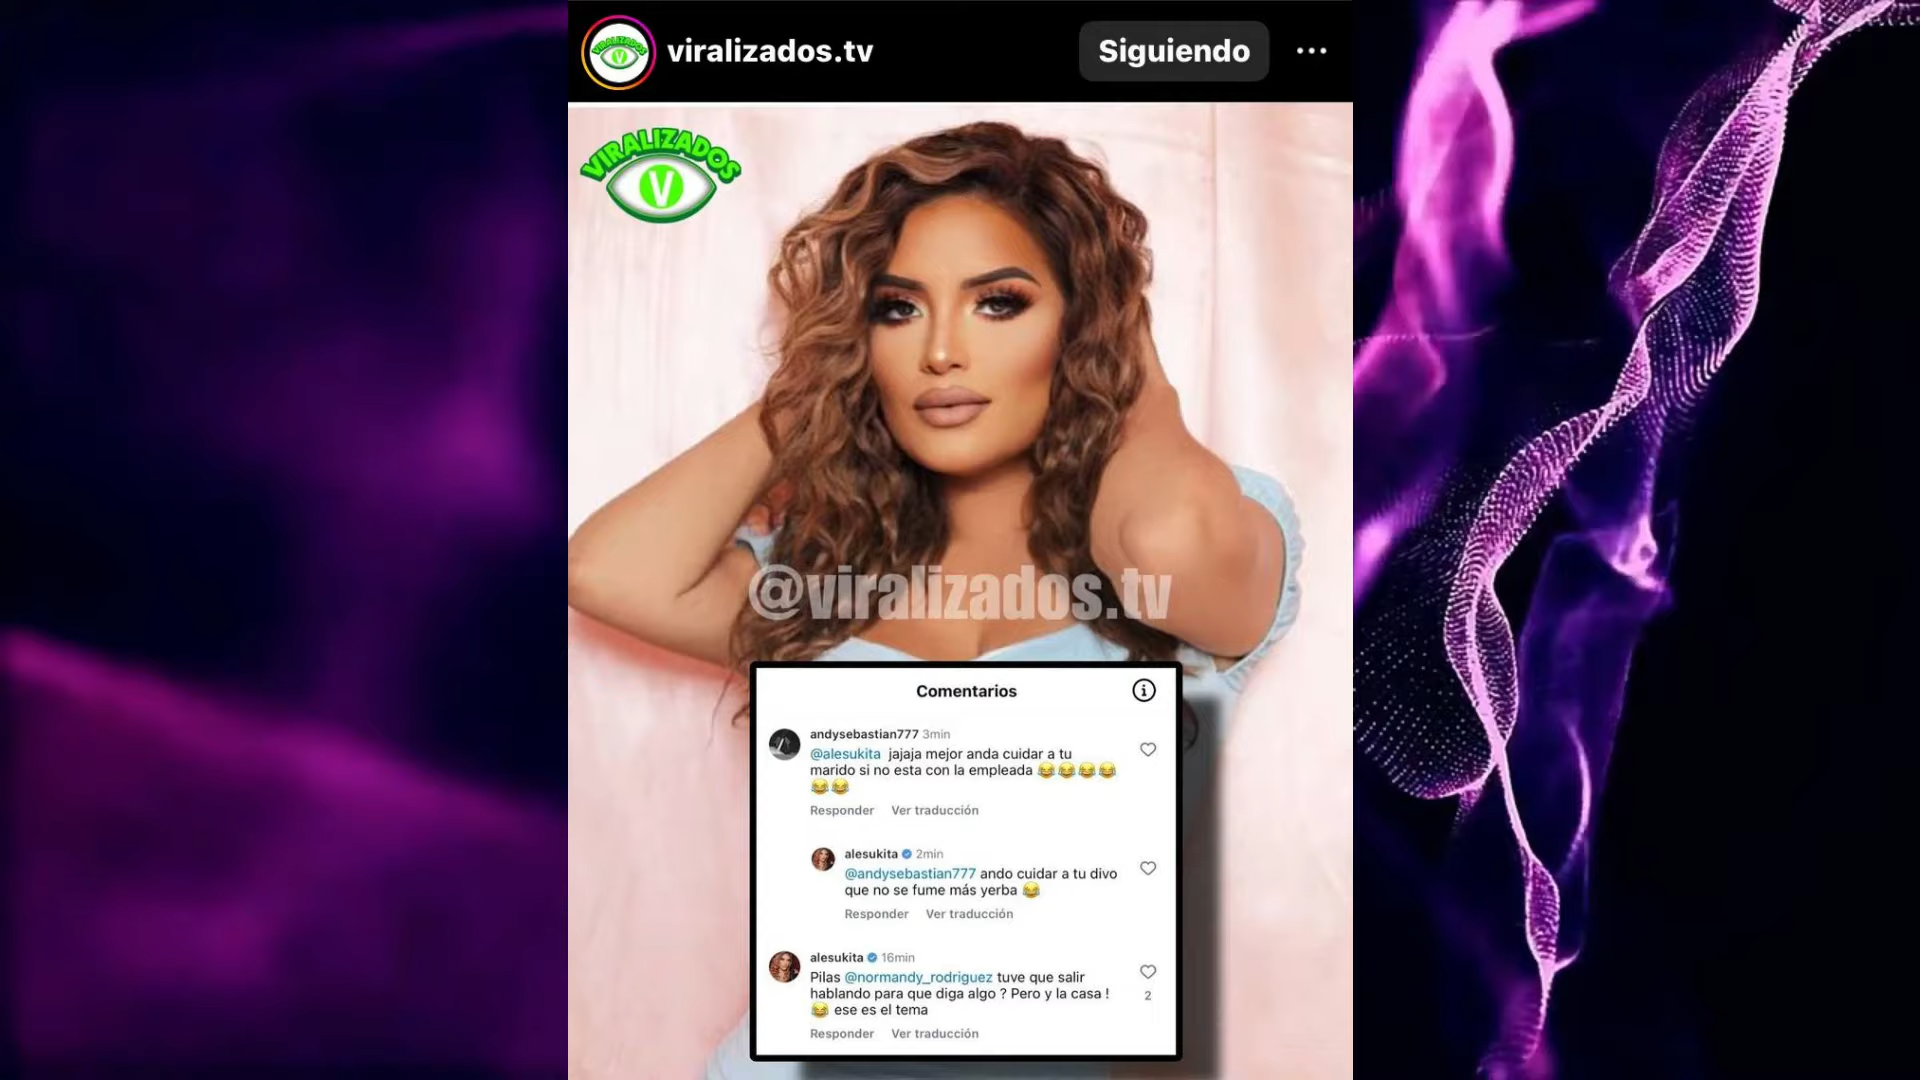 viralizados.tv
Siguiendo
VIRALIZADOS
V
VIRALIZADOS
V
@viralizados.tv
Comentarios
andysebastian777 3min
@alesukita jajaja mejor anda cuidar a tu
marido si no esta con la empleada 😂😂😂😂
😂😂
Responder Ver traducción
alesukita 2min
@andysebastian777 ando cuidar a tu divo
que no se fume más yerba 😂
Responder Ver traducción
alesukita 16min
Pilas @normandy_rodriguez tuve que salir
hablando para que diga algo ? Pero y la casa !
😂 ese es el tema
2
Responder Ver traducción